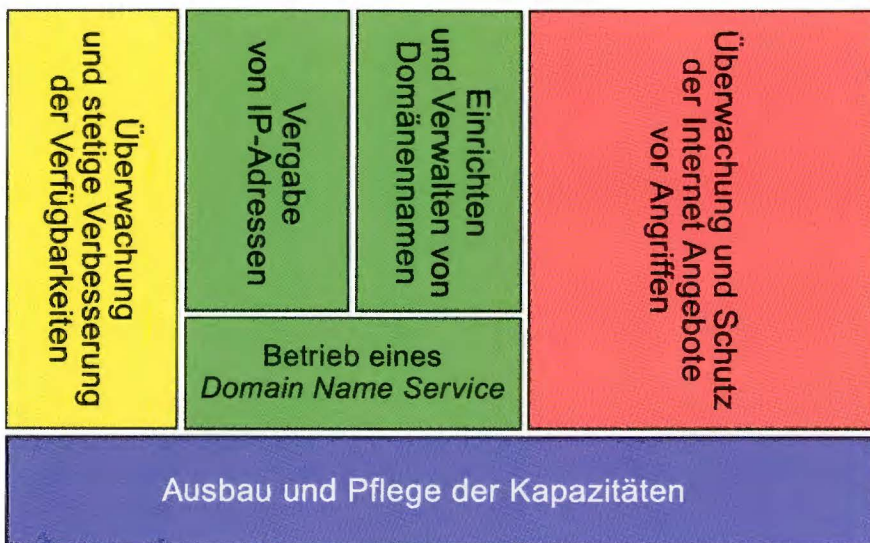 Überwachung
und stetige Verbesserung
der Verfügbarkeiten
Vergabe
von IP-Adressen
Einrichten
und Verwalten von
Domänennamen
Überwachung und Schutz
der Internet Angebote
vor Angriffen
Betrieb eines
Domain Name Service
Ausbau und Pflege der Kapazitäten